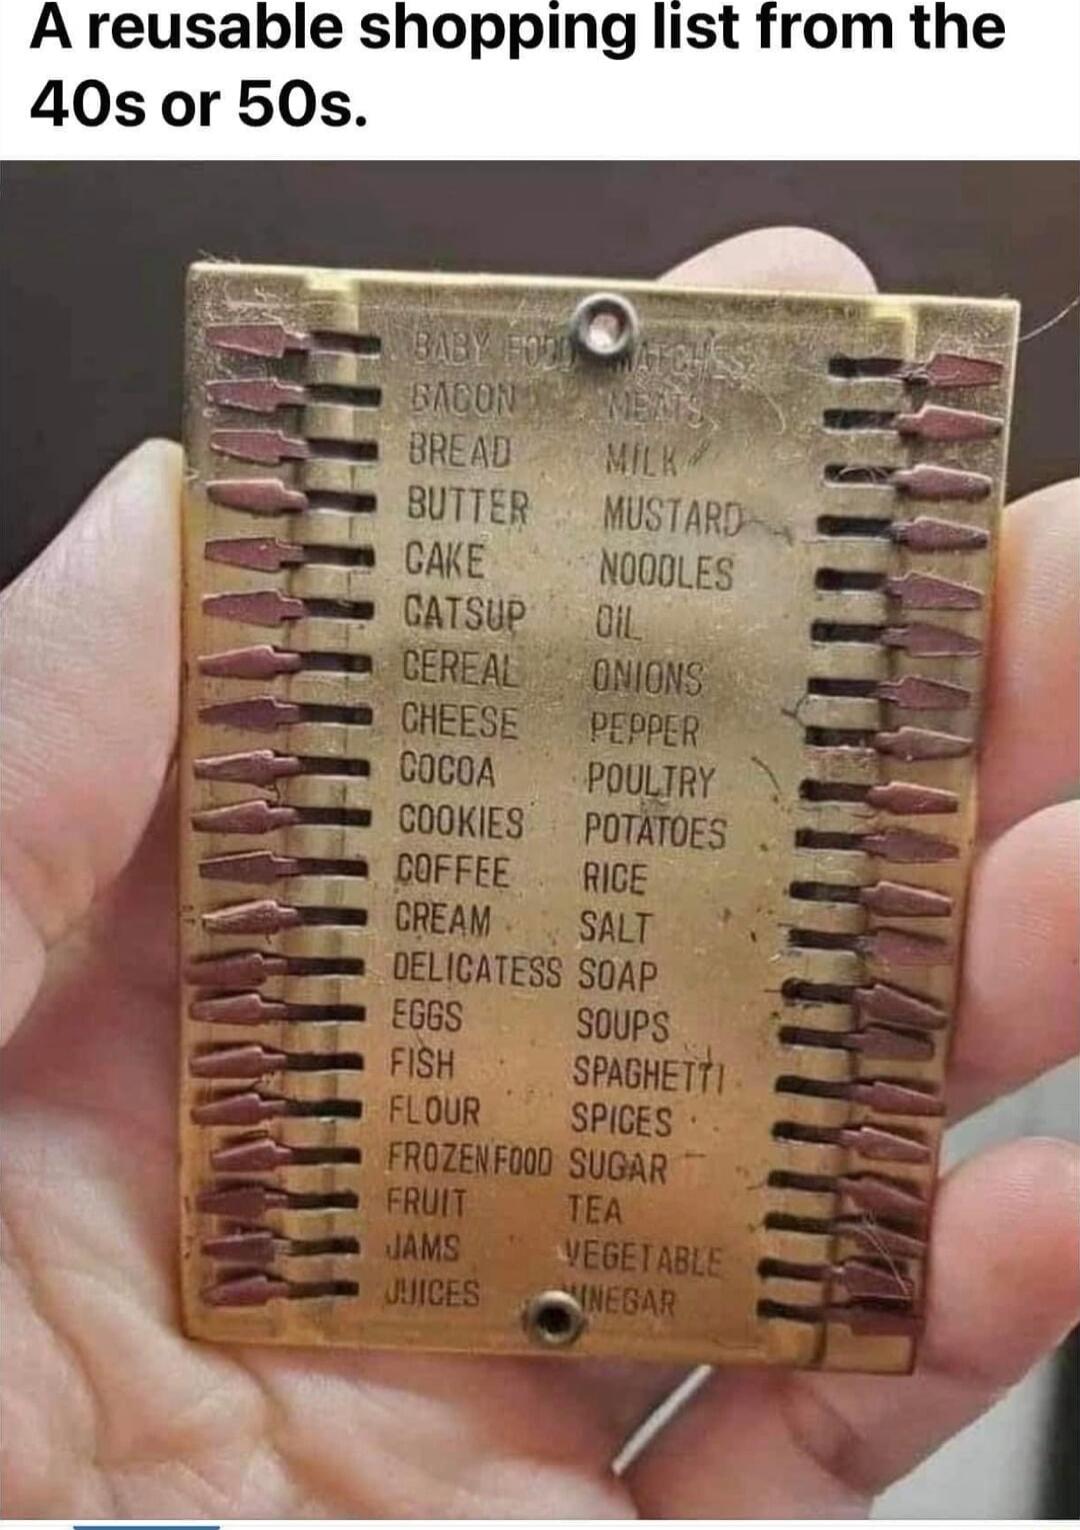 A reusable shopping list from the
40s or 50s.
BABY FOOD MATCHES
BACON MEATS
BREAD MILK
BUTTER MUSTARD
CAKE NOODLES
CATSUP OIL
CEREAL ONIONS
CHEESE PEPPER
COCOA POULTRY
COOKIES POTATOES
COFFEE RICE
CREAM SALT
DELICATESS SOAP
EGGS SOUPS
FISH SPAGHETTI
FLOUR SPICES
FROZEN FOOD SUGAR
FRUIT TEA
JAMS VEGETABLE
JUICES VINEGAR